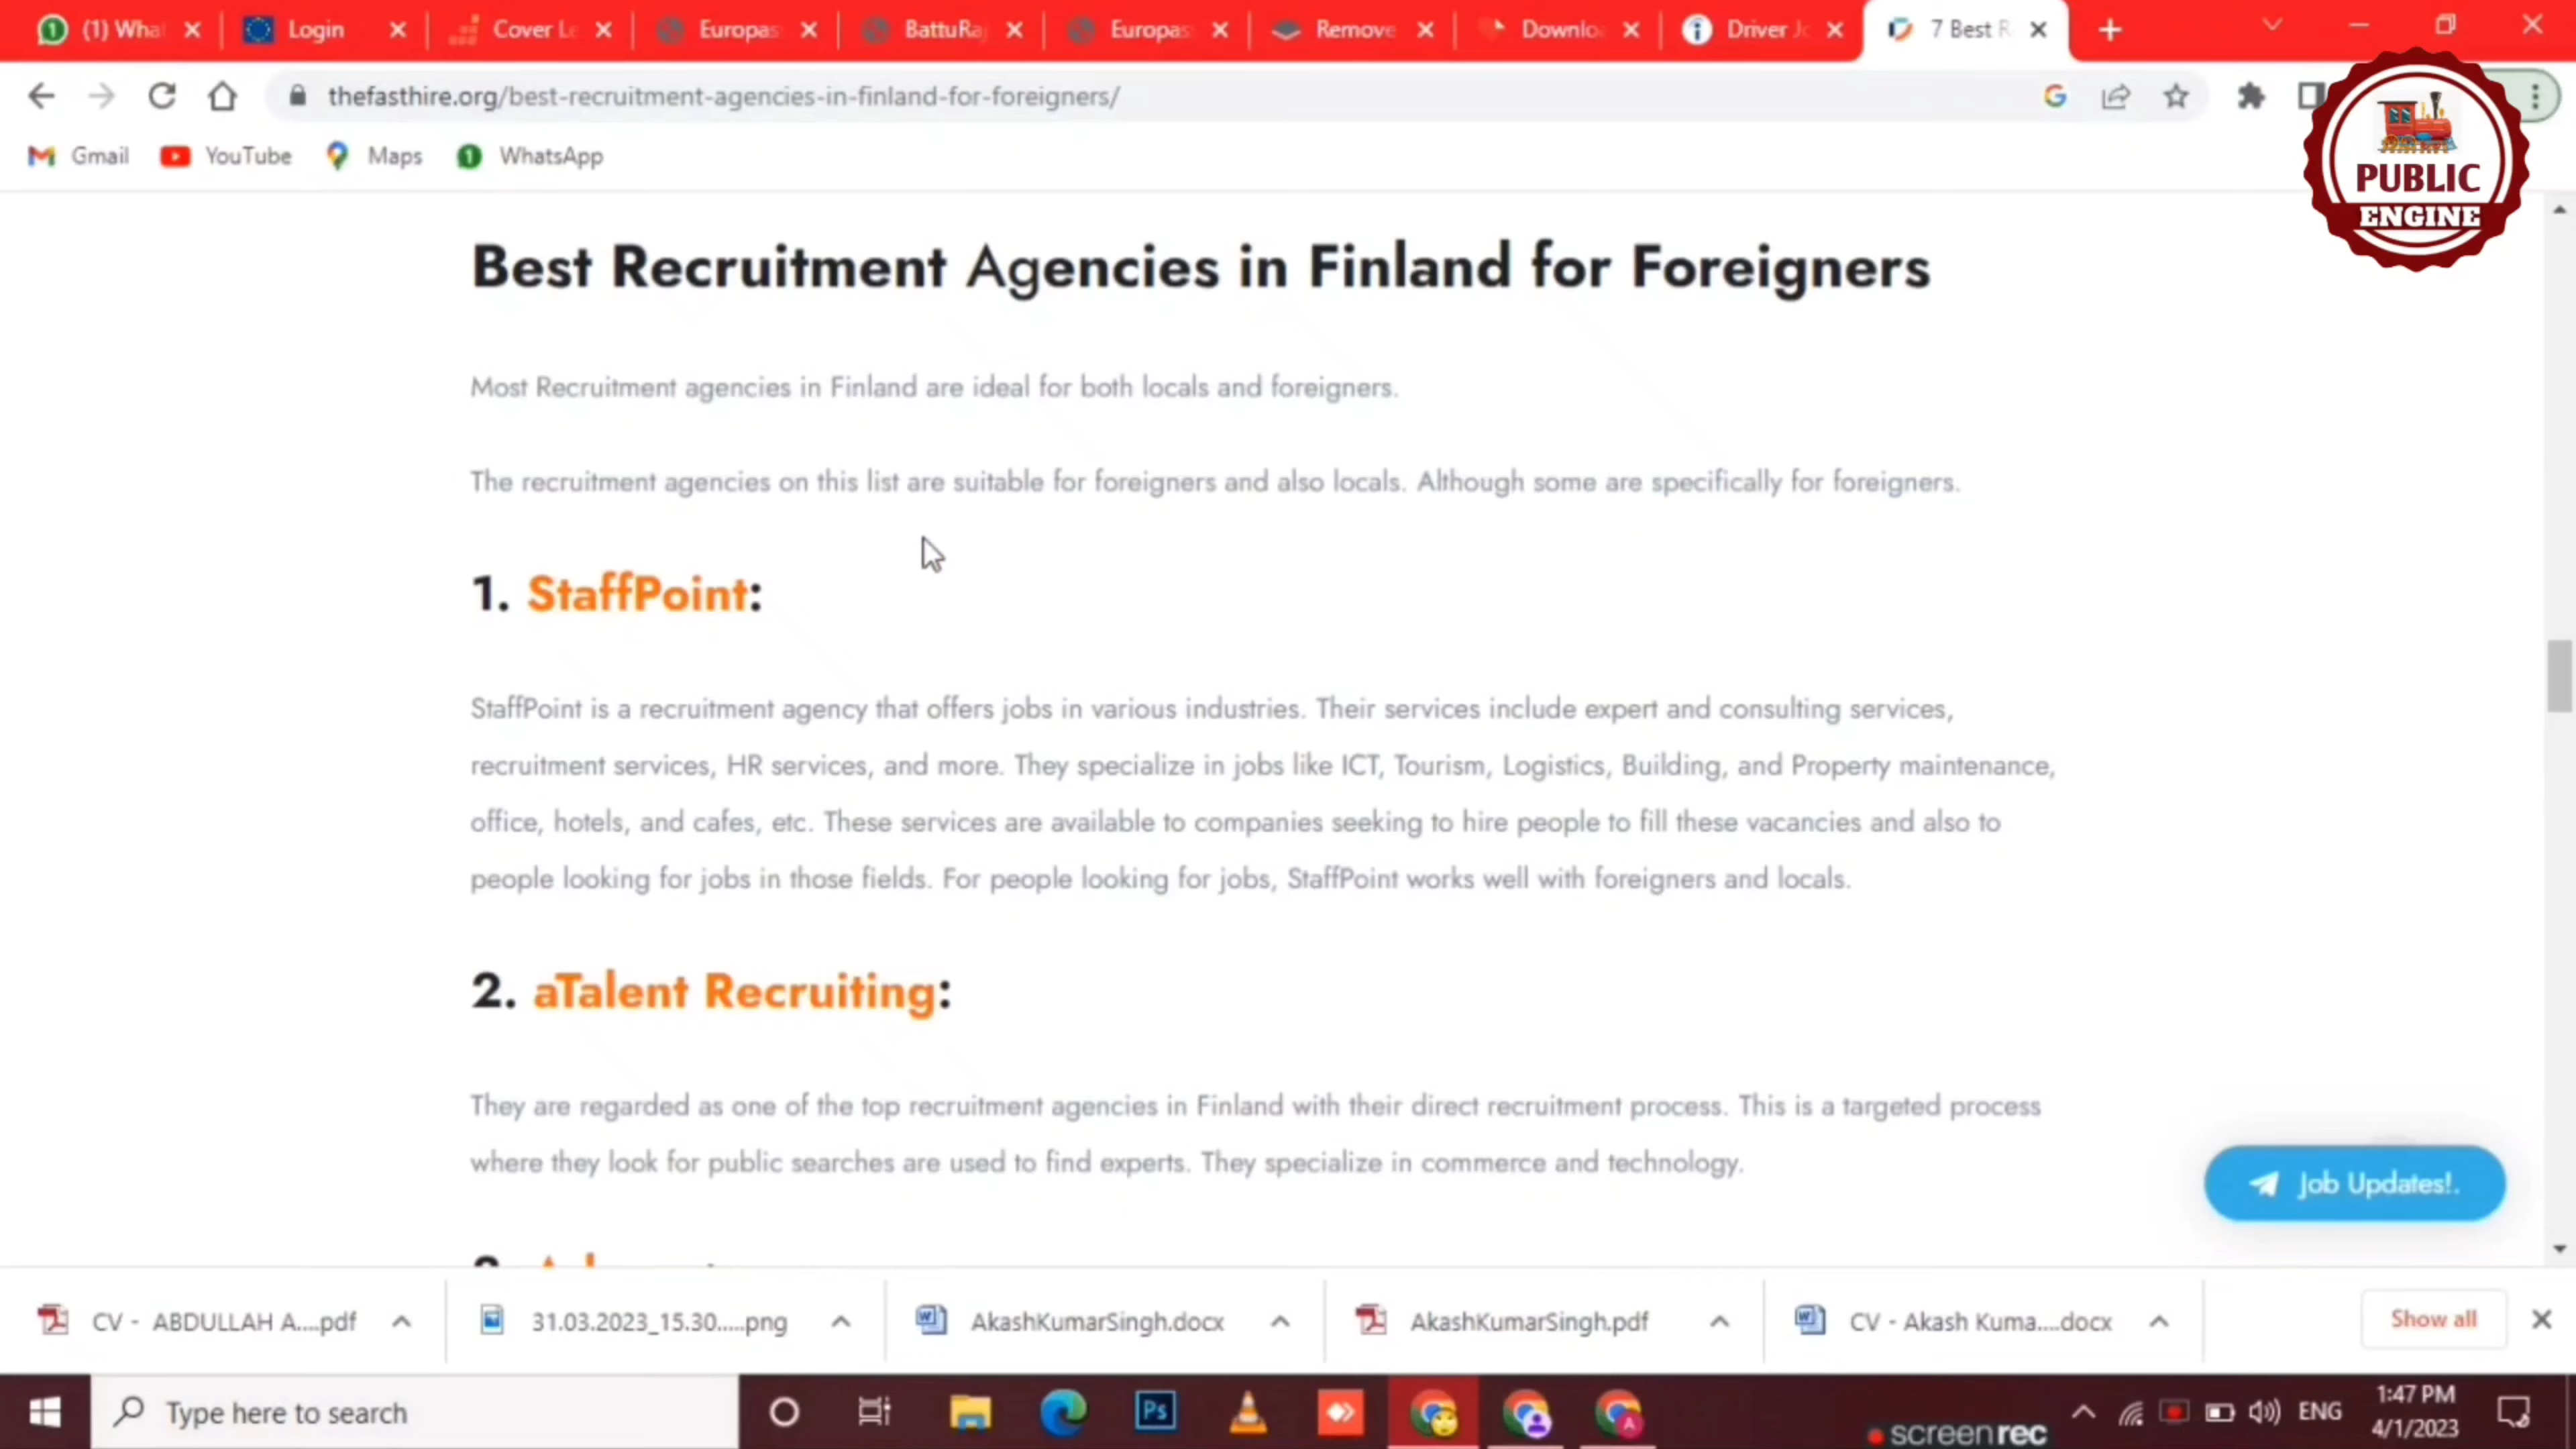 (1) Wha
Login
Cover Le
Europas
BattuRaj
Europas
Remove
Downlo
Driver Jo
7 Best R
thefasthire.org/best-recruitment-agencies-in-finland-for-foreigners/
Gmail
YouTube
Maps
WhatsApp
PUBLIC
ENGINE
Best Recruitment Agencies in Finland for Foreigners
Most Recruitment agencies in Finland are ideal for both locals and foreigners.
The recruitment agencies on this list are suitable for foreigners and also locals. Although some are specifically for foreigners.
1. StaffPoint:
StaffPoint is a recruitment agency that offers jobs in various industries. Their services include expert and consulting services,
recruitment services, HR services, and more. They specialize in jobs like ICT, Tourism, Logistics, Building, and Property maintenance,
office, hotels, and cafes, etc. These services are available to companies seeking to hire people to fill these vacancies and also to
people looking for jobs in those fields. For people looking for jobs, StaffPoint works well with foreigners and locals.
2. aTalent Recruiting:
They are regarded as one of the top recruitment agencies in Finland with their direct recruitment process. This is a targeted process
where they look for public searches are used to find experts. They specialize in commerce and technology.
Job Updates!.
CV - ABDULLAH A....pdf
31.03.2023_15.30.....png
AkashKumarSingh.docx
AkashKumarSingh.pdf
CV - Akash Kuma....docx
Show all
Type here to search
Ps
A
ENG
1:47 PM
4/1/2023
screenrec